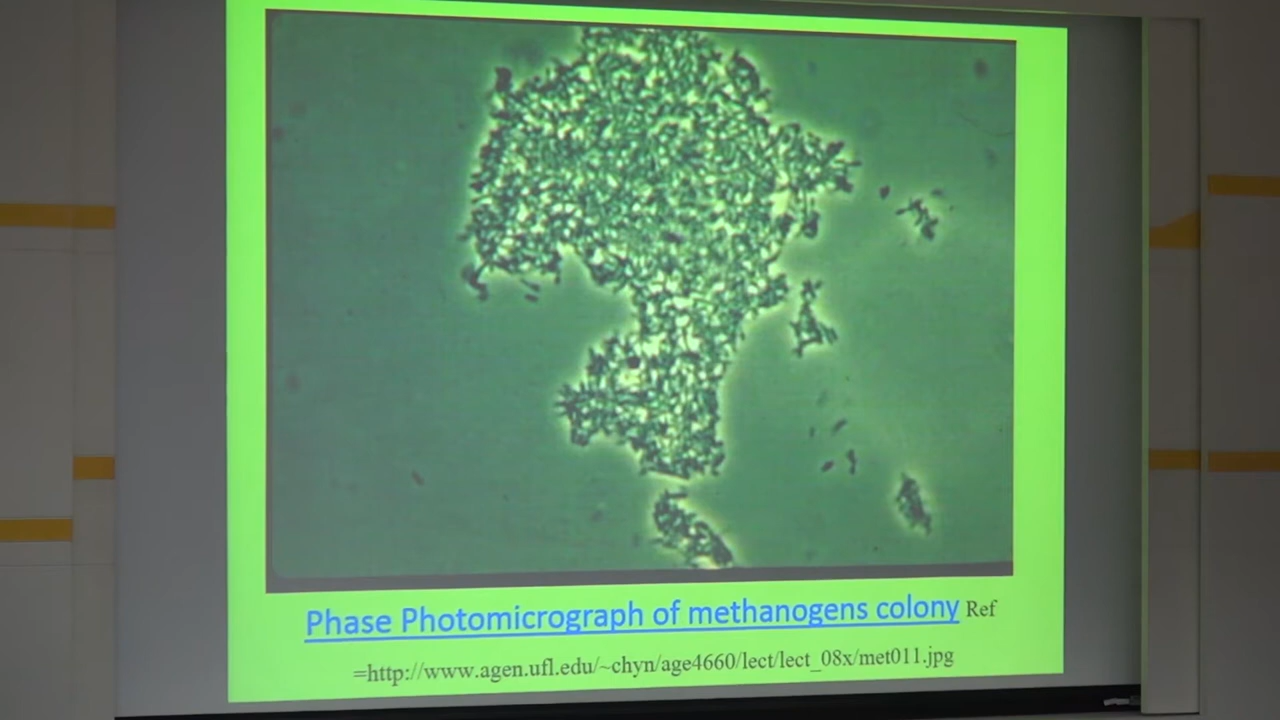 Phase Photomicrograph of methanogens colony Ref
=http://www.agen.ufl.edu/~chyn/age4660/lect/lect_08x/met011.jpg